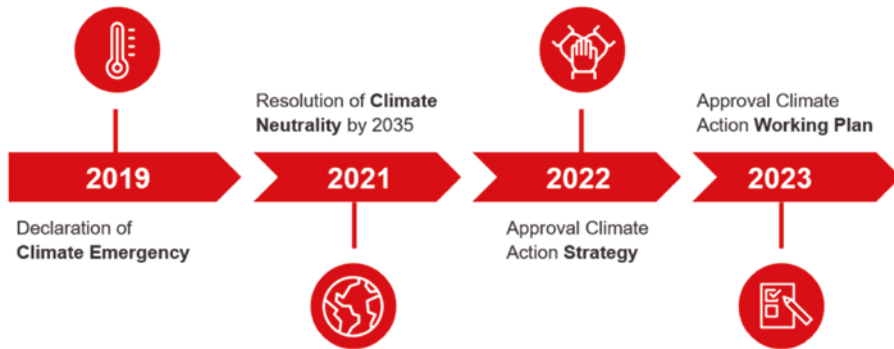 2019
Declaration of
Climate Emergency
Resolution of Climate
Neutrality by 2035
2021
2022
Approval Climate
Action Strategy
Approval Climate
Action Working Plan
2023